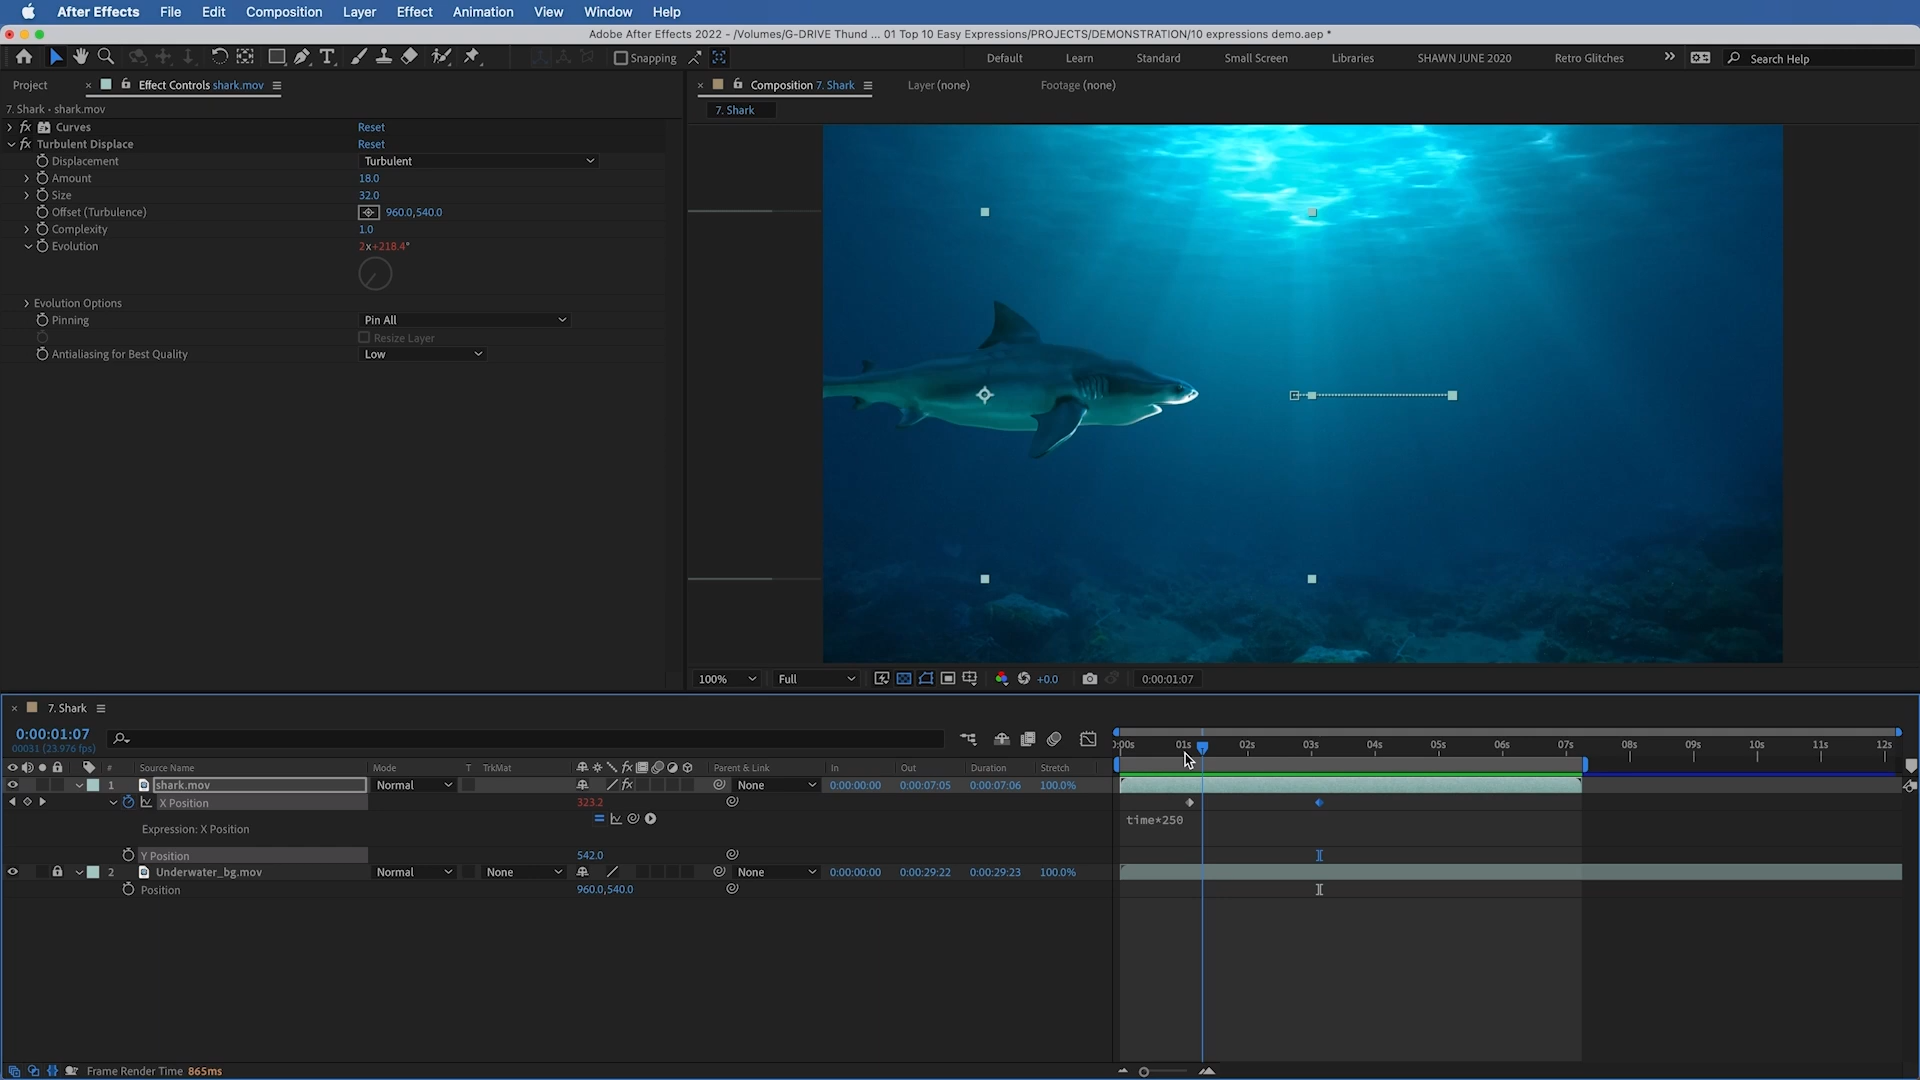 After Effects File Edit Composition Layer Effect Animation View Window Help
Adobe After Effects 2022 - /Volumes/G-DRIVE Thund ... 01 Top 10 Easy Expressions/PROJECTS/DEMONSTRATION/10 expressions demo.aep *
Snapping Default Learn Standard Small Screen Libraries SHAWN JUNE 2020 Retro Glitches Search Help
Project Effect Controls shark.mov Composition 7. Shark Layer (none) Footage (none)
7. Shark • shark.mov 7. Shark
fx Curves Reset
fx Turbulent Displace Reset
Displacement Turbulent
Amount 18.0
Size 32.0
Offset (Turbulence) 960.0,540.0
Complexity 1.0
Evolution 2x+218.4°
Evolution Options
Pinning Pin All
Resize Layer
Antialiasing for Best Quality Low
100% Full +0.0 0:00:01:07
7. Shark
0:00:01:07
00031 (23.976 fps)
0:00s 01s 02s 03s 04s 05s 06s 07s 08s 09s 10s 11s 12s
# Source Name Mode T TrkMat fx Parent & Link In Out Duration Stretch
1 shark.mov Normal fx None 0:00:00:00 0:00:07:05 0:00:07:06 100.0%
X Position 323.2
Expression: X Position time*250
Y Position 542.0
2 Underwater_bg.mov Normal None None 0:00:00:00 0:00:29:22 0:00:29:23 100.0%
Position 960.0,540.0
Frame Render Time 865ms